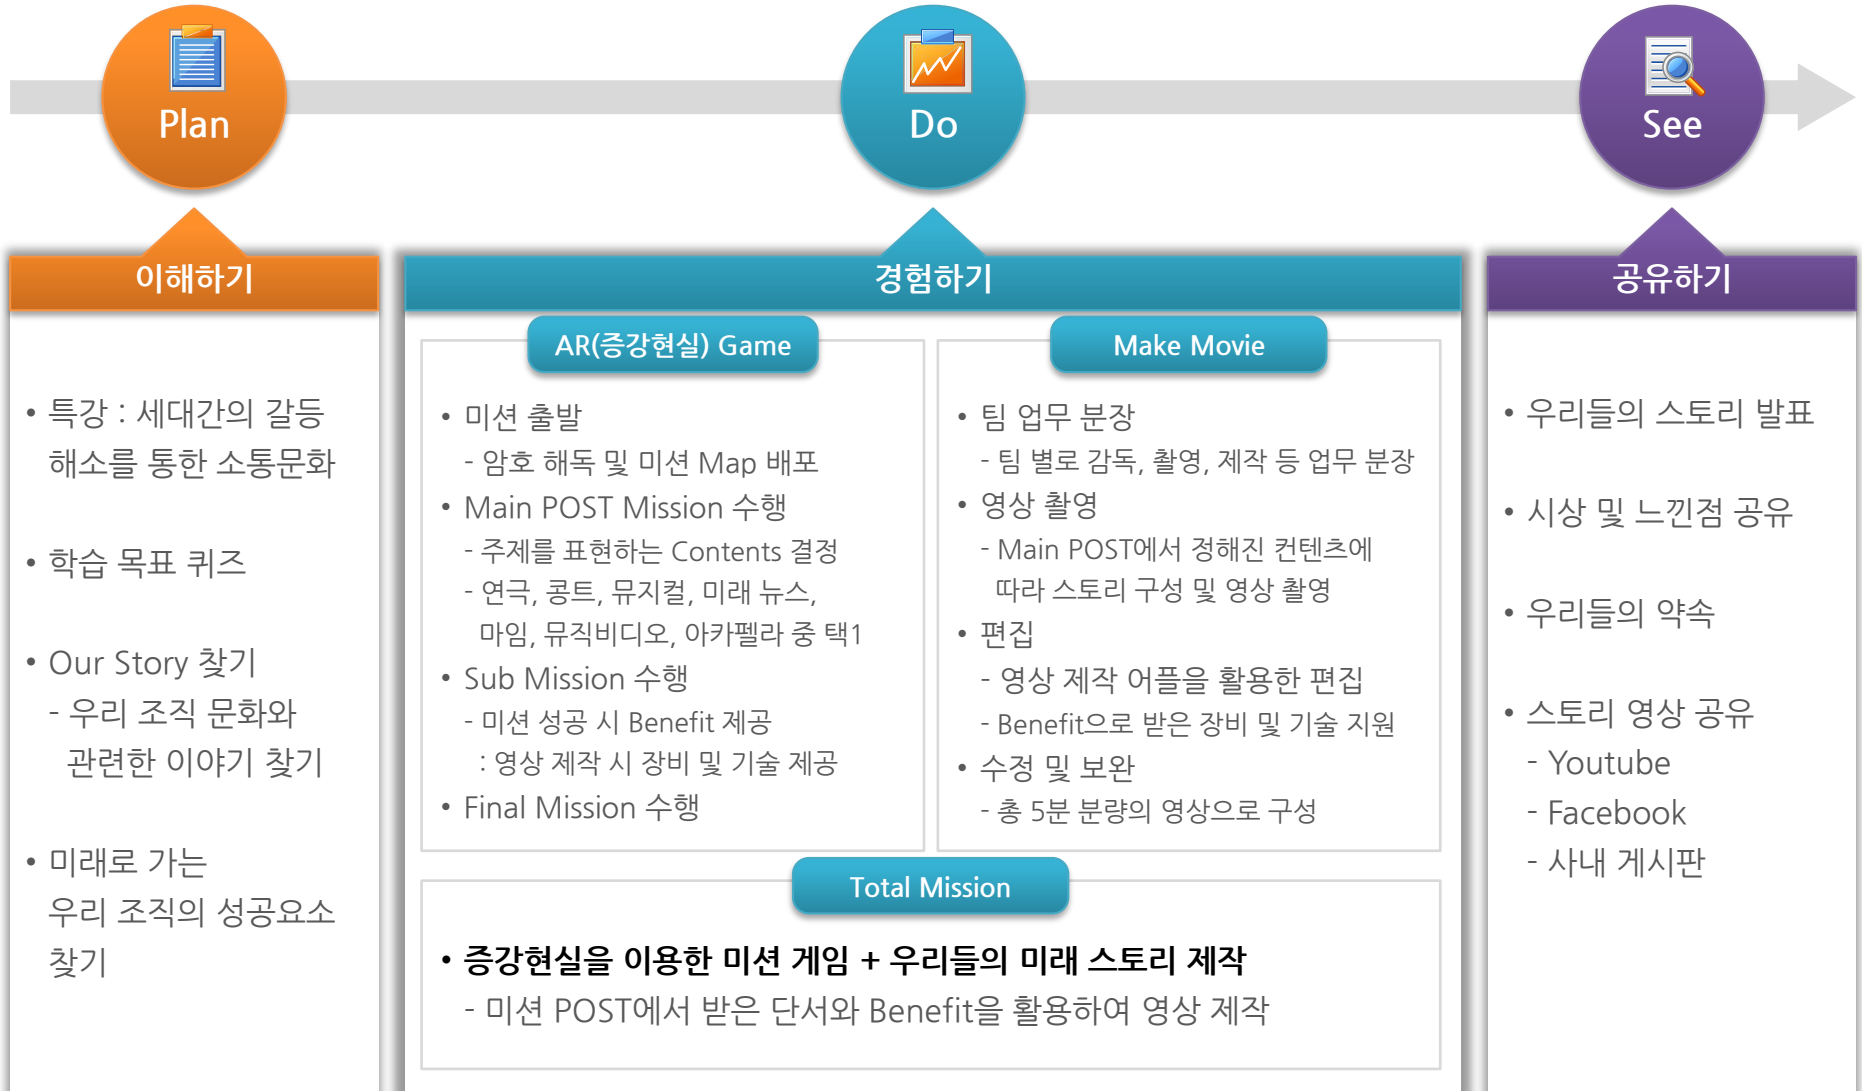 Plan
Do
See
이해하기
• 특강 : 세대간의 갈등
해소를 통한 소통문화
• 학습 목표 퀴즈
• Our Story 찾기
- 우리 조직 문화와
관련한 이야기 찾기
• 미래로 가는
우리 조직의 성공요소
찾기
경험하기
AR(증강현실) Game
• 미션 출발
- 암호 해독 및 미션 Map 배포
• Main POST Mission 수행
- 주제를 표현하는 Contents 결정
- 연극, 콩트, 뮤지컬, 미래 뉴스,
마임, 뮤직비디오, 아카펠라 중 택1
• Sub Mission 수행
- 미션 성공 시 Benefit 제공
: 영상 제작 시 장비 및 기술 제공
• Final Mission 수행
Make Movie
• 팀 업무 분장
- 팀 별로 감독, 촬영, 제작 등 업무 분장
• 영상 촬영
- Main POST에서 정해진 컨텐츠에
따라 스토리 구성 및 영상 촬영
• 편집
- 영상 제작 어플을 활용한 편집
- Benefit으로 받은 장비 및 기술 지원
• 수정 및 보완
- 총 5분 분량의 영상으로 구성
Total Mission
• 증강현실을 이용한 미션 게임 + 우리들의 미래 스토리 제작
- 미션 POST에서 받은 단서와 Benefit을 활용하여 영상 제작
공유하기
• 우리들의 스토리 발표
• 시상 및 느낀점 공유
• 우리들의 약속
• 스토리 영상 공유
- Youtube
- Facebook
- 사내 게시판